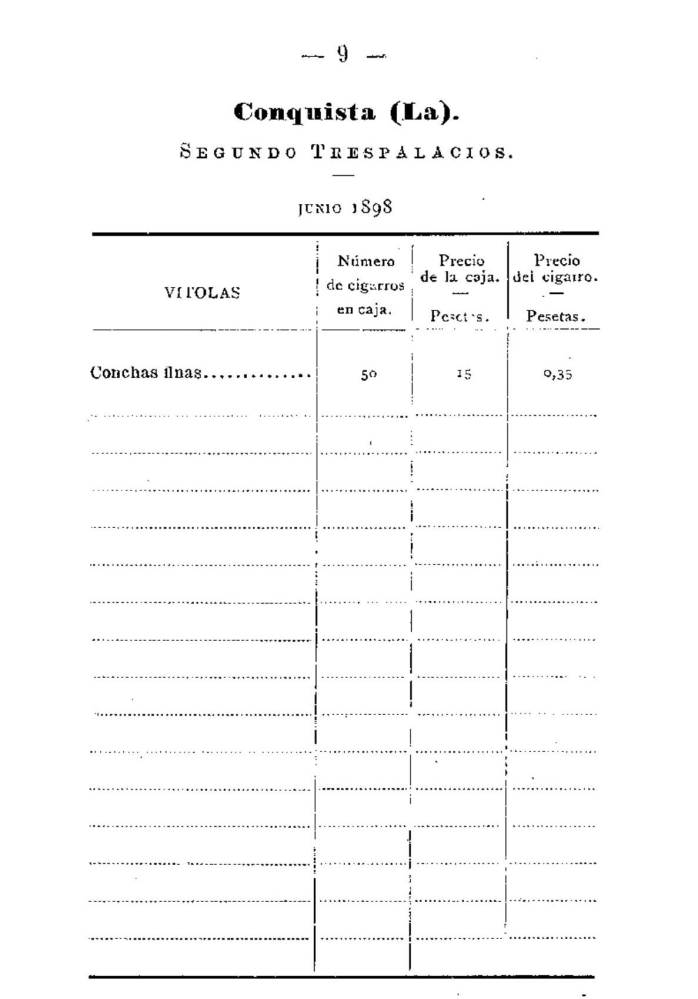 — 9 —
Conquista (La).
SEGUNDO TRESPALACIOS.
JUNIO 1898
VITOLAS
Número
de cigarros
en caja.
Precio
de la caja.
—
Pesetas.
Precio
del cigarro.
—
Pesetas.
Conchas finas.............. 50 15 0,35